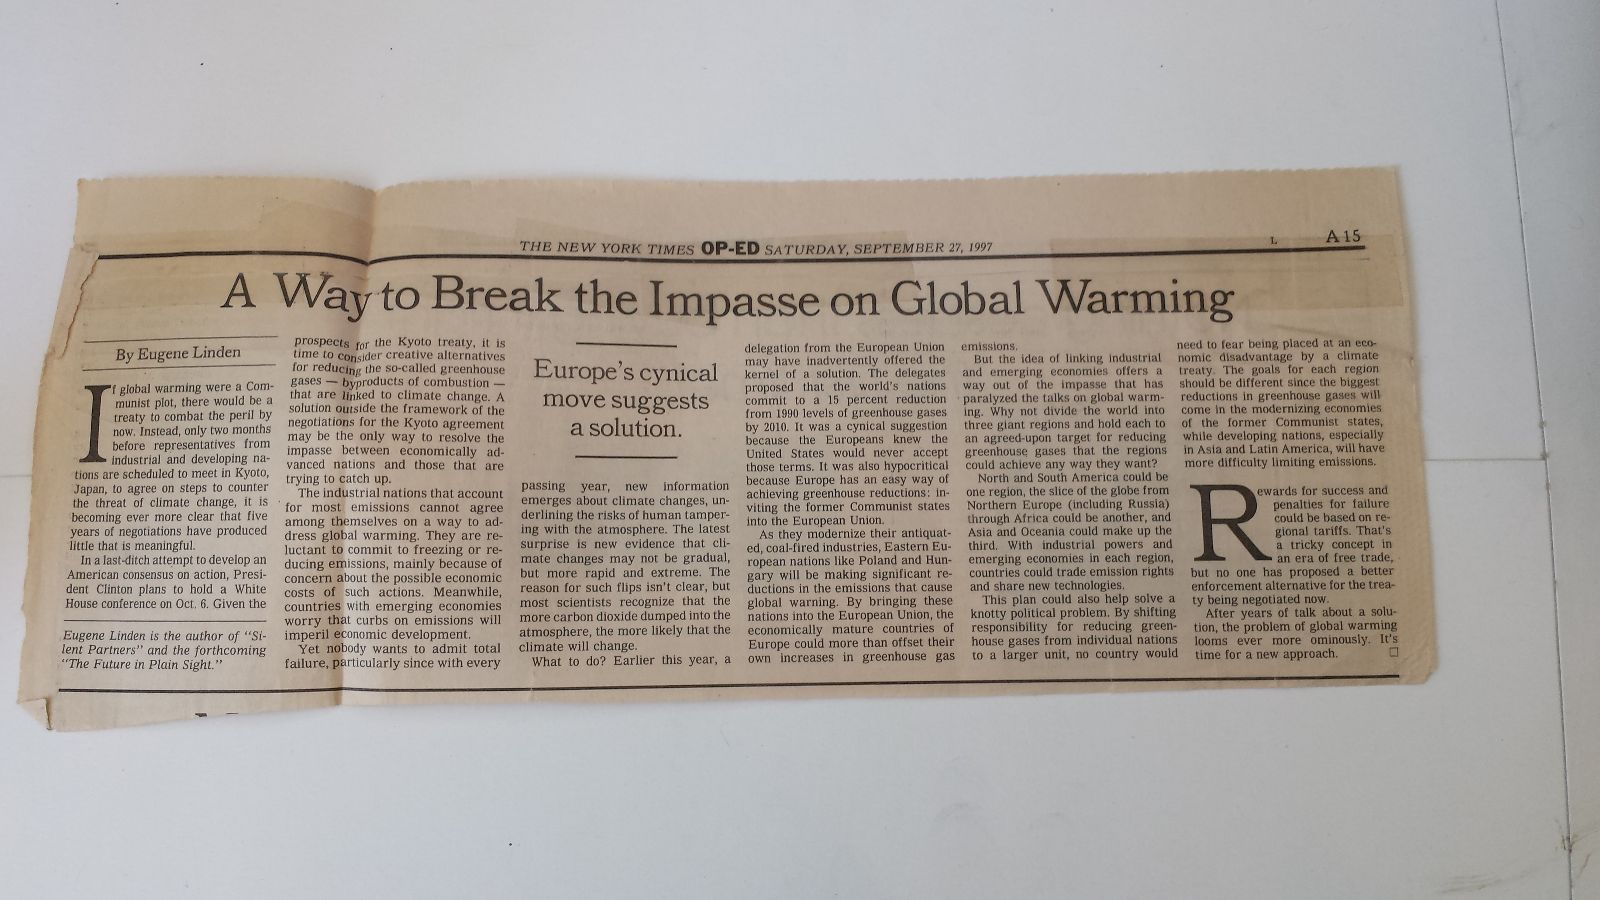 THE NEW YORK TIMES OP-ED SATURDAY, SEPTEMBER 27, 1997
L
A15
A Way to Break the Impasse on Global Warming
By Eugene Linden
If global warming were a Com-
munist plot, there would be a
treaty to combat the peril by
now. Instead, only two months
before representatives from
industrial and developing na-
tions are scheduled to meet in Kyoto,
Japan, to agree on steps to counter
the threat of climate change, it is
becoming ever more clear that five
years of negotiations have produced
little that is meaningful.
In a last-ditch attempt to develop an
American consensus on action, Presi-
dent Clinton plans to hold a White
House conference on Oct. 6. Given the
Eugene Linden is the author of "Si-
lent Partners" and the forthcoming
"The Future in Plain Sight."
prospects for the Kyoto treaty, it is
time to consider creative alternatives
for reducing the so-called greenhouse
gases — byproducts of combustion —
that are linked to climate change. A
solution outside the framework of the
negotiations for the Kyoto agreement
may be the only way to resolve the
impasse between economically ad-
vanced nations and those that are
trying to catch up.
The industrial nations that account
for most emissions cannot agree
among themselves on a way to ad-
dress global warming. They are re-
luctant to commit to freezing or re-
ducing emissions, mainly because of
concern about the possible economic
costs of such actions. Meanwhile,
countries with emerging economies
worry that curbs on emissions will
imperil economic development.
Yet nobody wants to admit total
failure, particularly since with every
Europe's cynical
move suggests
a solution.
passing year, new information
emerges about climate changes, un-
derlining the risks of human tamper-
ing with the atmosphere. The latest
surprise is new evidence that cli-
mate changes may not be gradual,
but more rapid and extreme. The
reason for such flips isn't clear, but
most scientists recognize that the
more carbon dioxide dumped into the
atmosphere, the more likely that the
climate will change.
What to do? Earlier this year, a
delegation from the European Union
may have inadvertently offered the
kernel of a solution. The delegates
proposed that the world's nations
commit to a 15 percent reduction
from 1990 levels of greenhouse gases
by 2010. It was a cynical suggestion
because the Europeans knew the
United States would never accept
those terms. It was also hypocritical
because Europe has an easy way of
achieving greenhouse reductions: in-
viting the former Communist states
into the European Union.
As they modernize their antiquat-
ed, coal-fired industries, Eastern Eu-
ropean nations like Poland and Hun-
gary will be making significant re-
ductions in the emissions that cause
global warming. By bringing these
nations into the European Union, the
economically mature countries of
Europe could more than offset their
own increases in greenhouse gas
emissions.
But the idea of linking industrial
and emerging economies offers a
way out of the impasse that has
paralyzed the talks on global warm-
ing. Why not divide the world into
three giant regions and hold each to
an agreed-upon target for reducing
greenhouse gases that the regions
could achieve any way they want?
North and South America could be
one region, the slice of the globe from
Northern Europe (including Russia)
through Africa could be another, and
Asia and Oceania could make up the
third. With industrial powers and
emerging economies in each region,
countries could trade emission rights
and share new technologies.
This plan could also help solve a
knotty political problem. By shifting
responsibility for reducing green-
house gases from individual nations
to a larger unit, no country would
need to fear being placed at an eco-
nomic disadvantage by a climate
treaty. The goals for each region
should be different since the biggest
reductions in greenhouse gases will
come in the modernizing economies
of the former Communist states,
while developing nations, especially
in Asia and Latin America, will have
more difficulty limiting emissions.
Rewards for success and
penalties for failure
could be based on re-
gional tariffs. That's
a tricky concept in
an era of free trade,
but no one has proposed a better
enforcement alternative for the trea-
ty being negotiated now.
After years of talk about a solu-
tion, the problem of global warming
looms ever more ominously. It's
time for a new approach. □